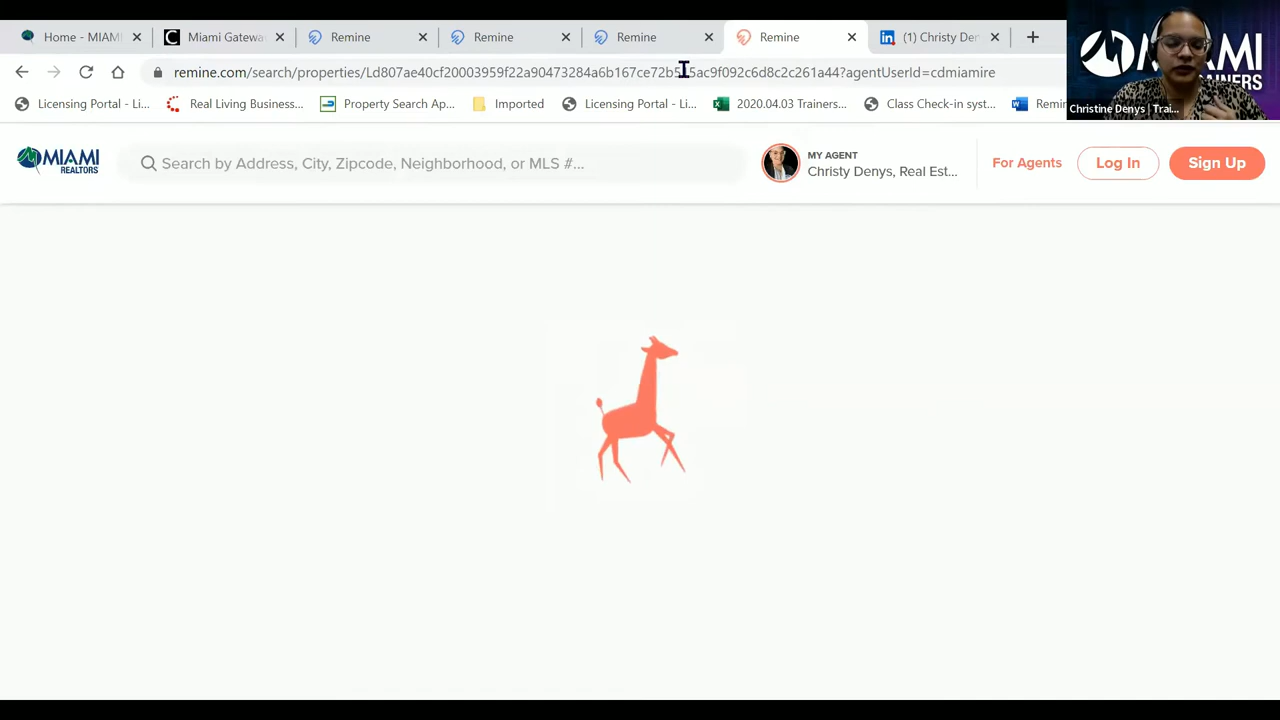 Home - MIAMI
Miami Gatewa
Remine
Remine
Remine
Remine
(1) Christy Den
remine.com/search/properties/Ld807ae40cf20003959f22a90473284a6b167ce72b5 5ac9f092c6d8c2c261a44?agentUserId=cdmiamire
Licensing Portal - Li...
Real Living Business...
Property Search Ap...
Imported
Licensing Portal - Li...
2020.04.03 Trainers...
Class Check-in syst...
Remin
MIAMI
TRAINERS
Christine Denys | Trai...
MIAMI
REALTORS
Search by Address, City, Zipcode, Neighborhood, or MLS #...
MY AGENT
Christy Denys, Real Est...
For Agents
Log In
Sign Up